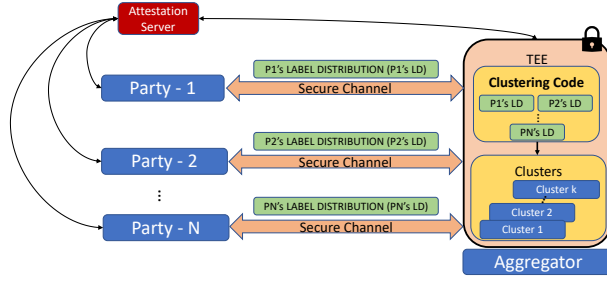 Attestation
Server
TEE
P1's LABEL DISTRIBUTION (P1's LD)
Party - 1
Secure Channel
Clustering Code
P1's LD
P2's LD
⋮
PN's LD
P2's LABEL DISTRIBUTION (P2's LD)
Party - 2
Secure Channel
Clusters
Cluster k
⋮
PN's LABEL DISTRIBUTION (PN's LD)
Cluster 2
Party - N
Secure Channel
Cluster 1
Aggregator